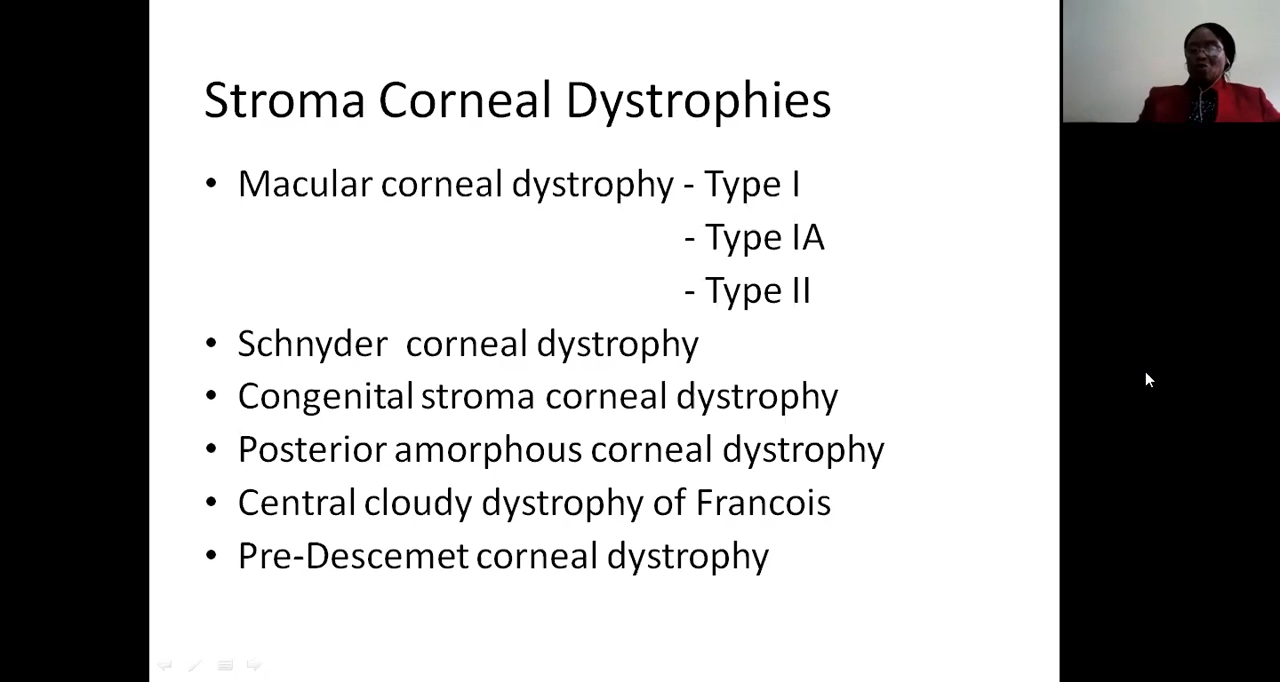 Stroma Corneal Dystrophies
• Macular corneal dystrophy - Type I
- Type IA
- Type II
• Schnyder corneal dystrophy
• Congenital stroma corneal dystrophy
• Posterior amorphous corneal dystrophy
• Central cloudy dystrophy of Francois
• Pre-Descemet corneal dystrophy